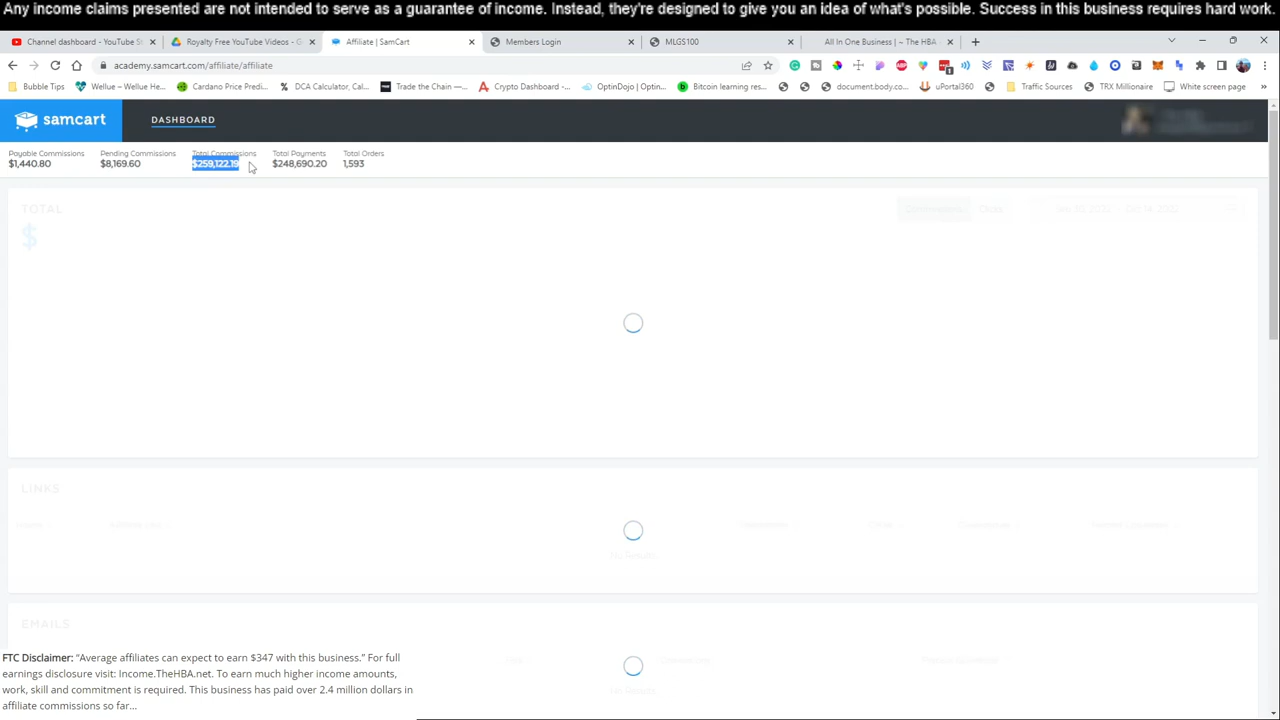 Any income claims presented are not intended to serve as a guarantee of income. Instead, they're designed to give you an idea of what's possible. Success in this business requires hard work.
Channel dashboard - YouTube St
Royalty Free YouTube Videos - G
Affiliate | SamCart
Members Login
MLGS100
All In One Business | ~ The HBA
academy.samcart.com/affiliate/affiliate
Bubble Tips
Wellue – Wellue He...
Cardano Price Predi...
DCA Calculator, Cal...
Trade the Chain —...
Crypto Dashboard -...
OptinDojo | Optin...
Bitcoin learning res...
document.body.co...
uPortal360
Traffic Sources
TRX Millionaire
White screen page
»
samcart
DASHBOARD
Payable Commissions
Pending Commissions
Total Commissions
Total Payments
Total Orders
$1,440.80
$8,169.60
$259,122.19
$248,690.20
1,593
TOTAL
$
LINKS
No Results
EMAILS
No Results
FTC Disclaimer: “Average affiliates can expect to earn $347 with this business.” For full
earnings disclosure visit: Income.TheHBA.net. To earn much higher income amounts,
work, skill and commitment is required. This business has paid over 2.4 million dollars in
affiliate commissions so far...